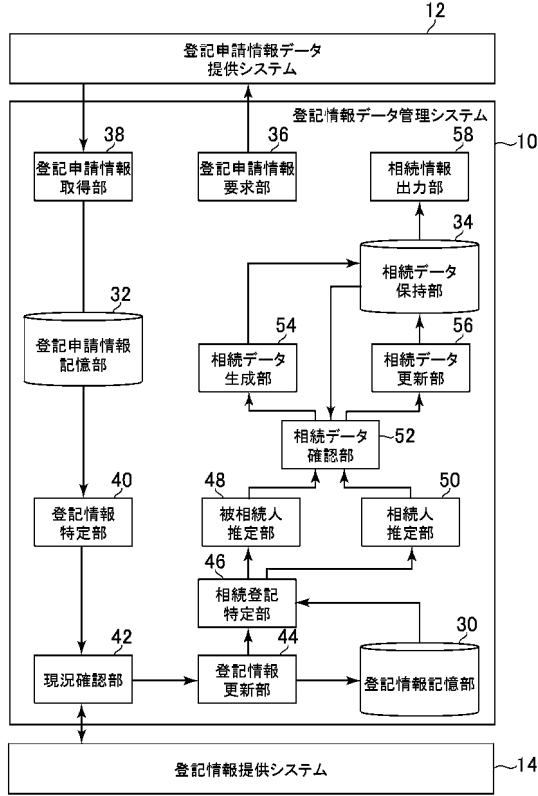 12
登記申請情報データ
提供システム
登記情報データ管理システム
10
38
登記申請情報
取得部
36
登記申請情報
要求部
58
相続情報
出力部
34
相続データ
保持部
32
登記申請情報
記憶部
54
相続データ
生成部
56
相続データ
更新部
相続データ
確認部
52
40
登記情報
特定部
48
被相続人
推定部
50
相続人
推定部
46
相続登記
特定部
42
現況確認部
44
登記情報
更新部
30
登記情報記憶部
登記情報提供システム
14